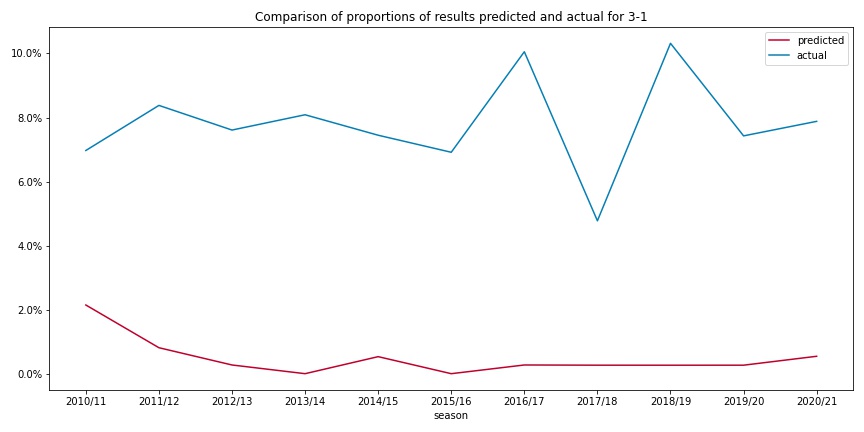 Comparison of proportions of results predicted and actual for 3-1
predicted
actual
10.0%
8.0%
6.0%
4.0%
2.0%
0.0%
2010/11 2011/12 2012/13 2013/14 2014/15 2015/16 2016/17 2017/18 2018/19 2019/20 2020/21
season